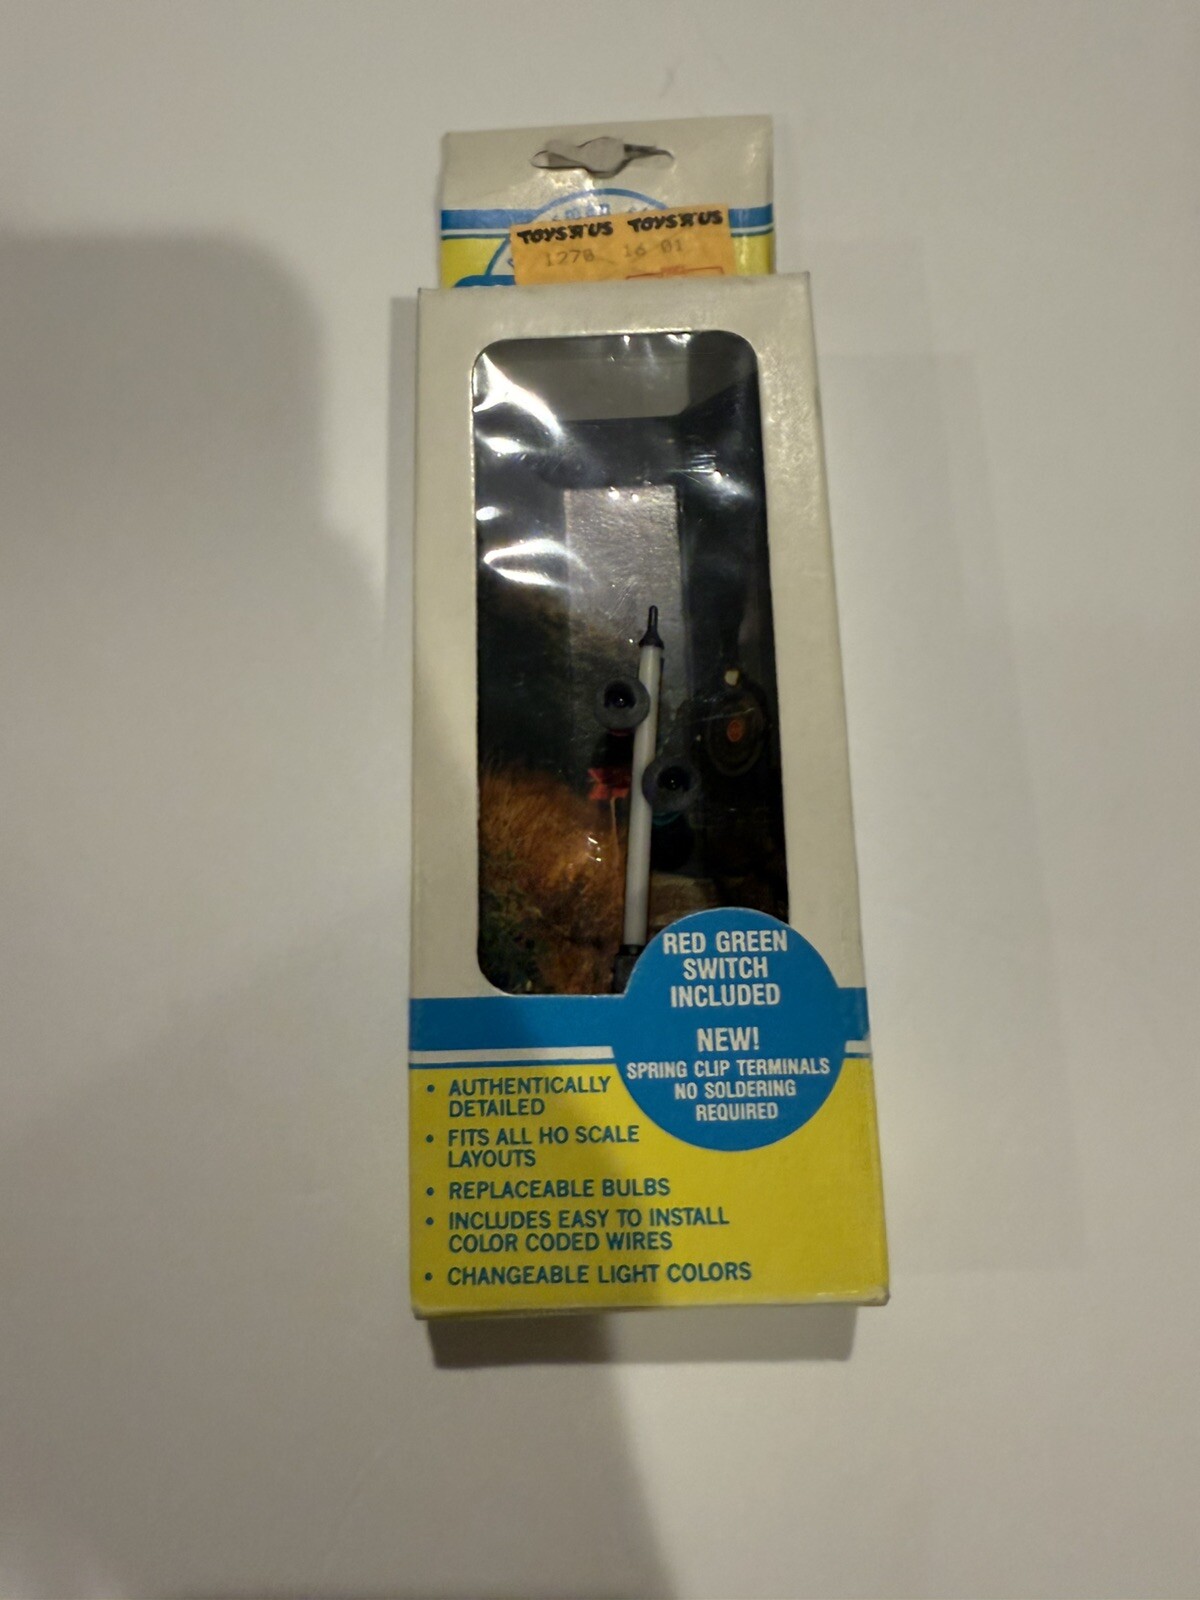 TOYS"R"US TOYS"R"US
1270 16 01
RED GREEN
SWITCH
INCLUDED
NEW!
SPRING CLIP TERMINALS
NO SOLDERING
REQUIRED
• AUTHENTICALLY
DETAILED
• FITS ALL HO SCALE
LAYOUTS
• REPLACEABLE BULBS
• INCLUDES EASY TO INSTALL
COLOR CODED WIRES
• CHANGEABLE LIGHT COLORS